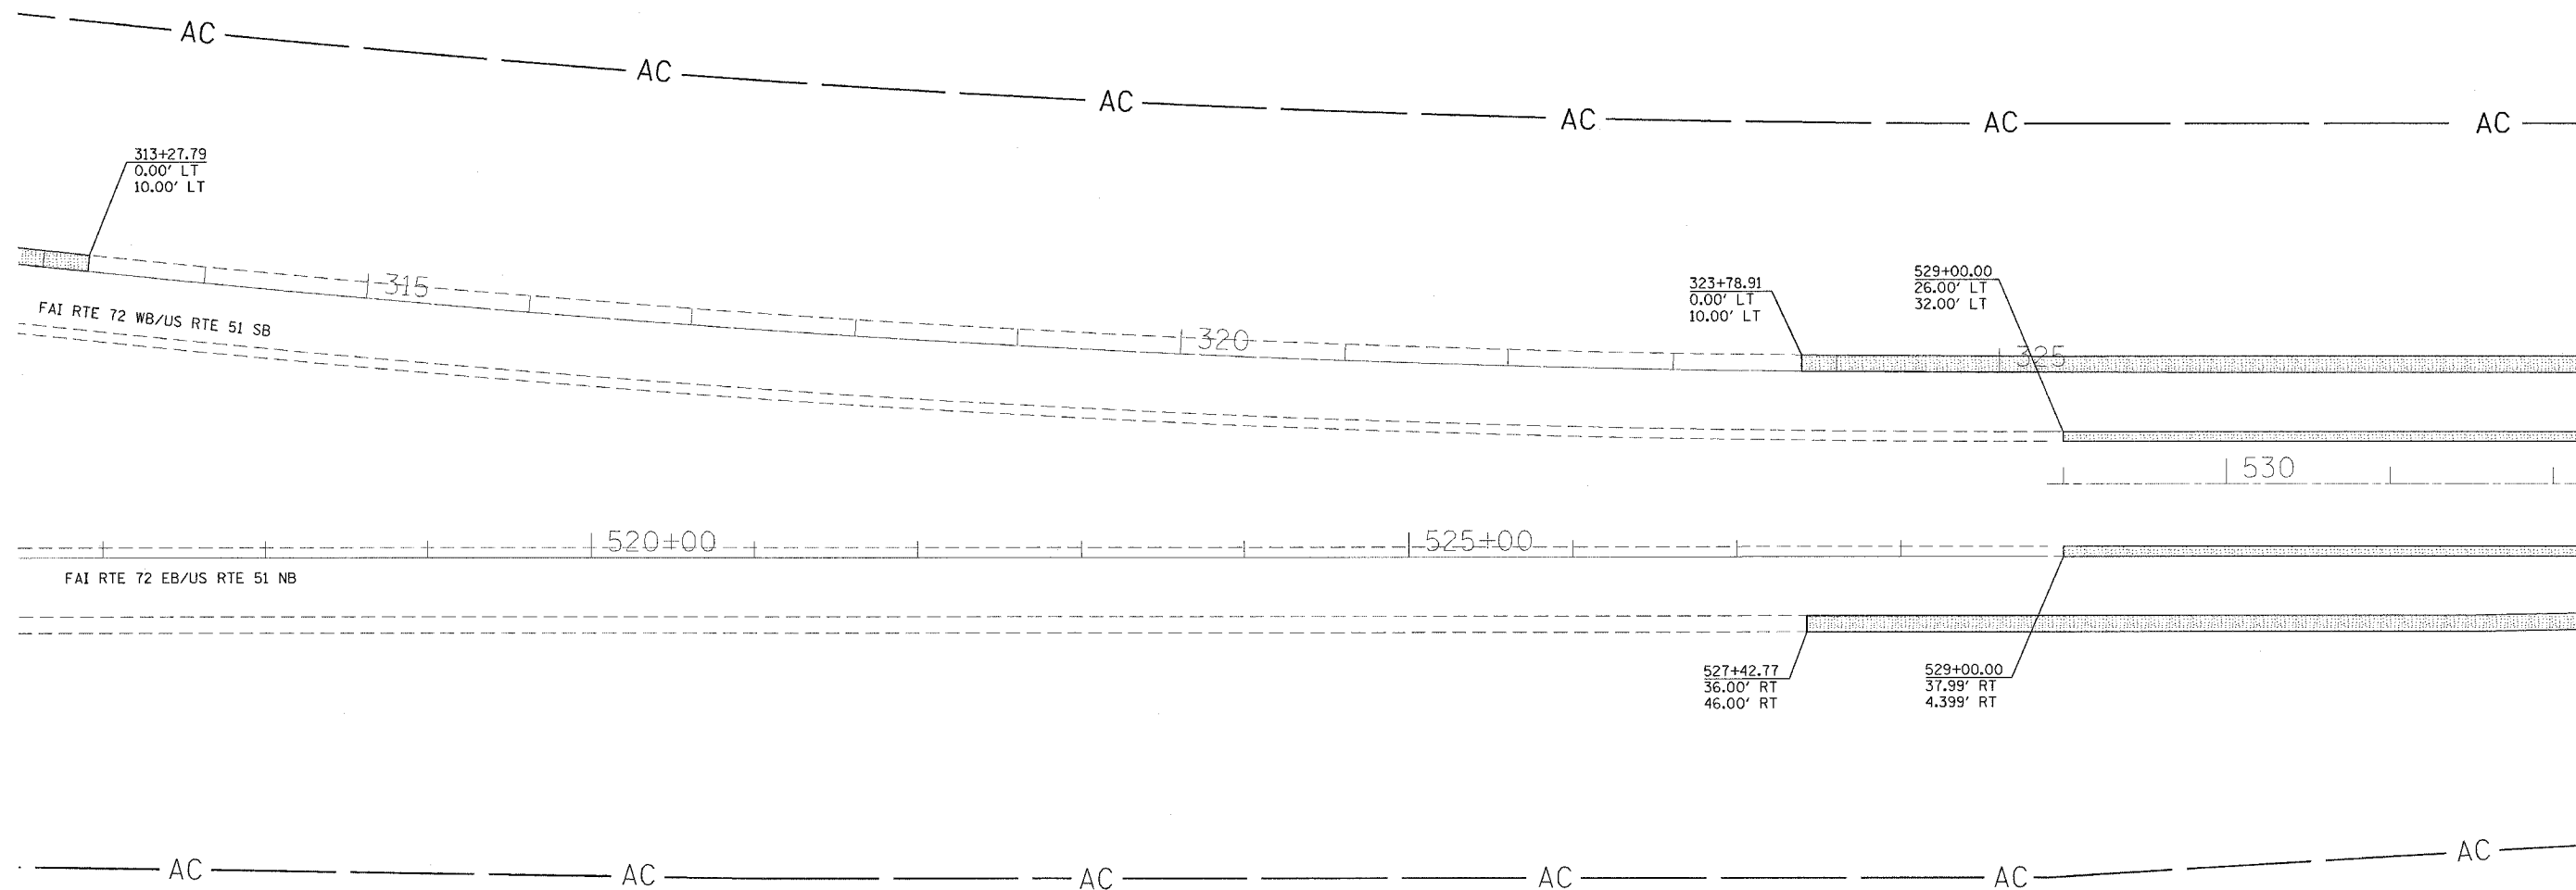 AC
AC
AC
AC
AC
AC
313+27.79
0.00' LT
10.00' LT
315
320
323+78.91
0.00' LT
10.00' LT
529+00.00
26.00' LT
32.00' LT
325
FAI RTE 72 WB/US RTE 51 SB
530
520+00
525+00
FAI RTE 72 EB/US RTE 51 NB
527+42.77
36.00' RT
46.00' RT
529+00.00
37.99' RT
4.399' RT
AC
AC
AC
AC
AC
AC